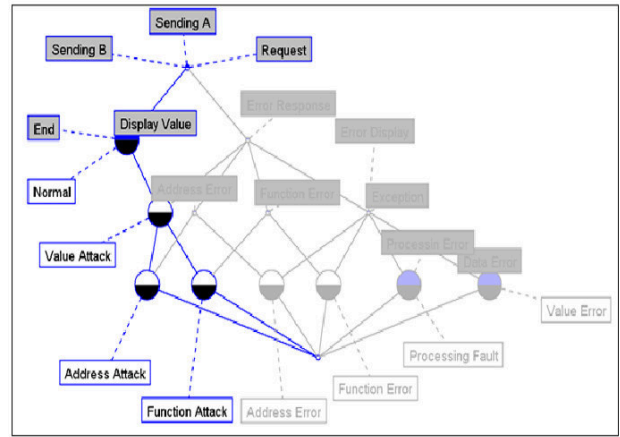 Sending A
Sending B
Request
Error Response
End
Display Value
Error Display
Normal
Address Error
Function Error
Exception
Value Attack
Processin Error
Data Error
Value Error
Address Attack
Processing Fault
Function Error
Function Attack
Address Error